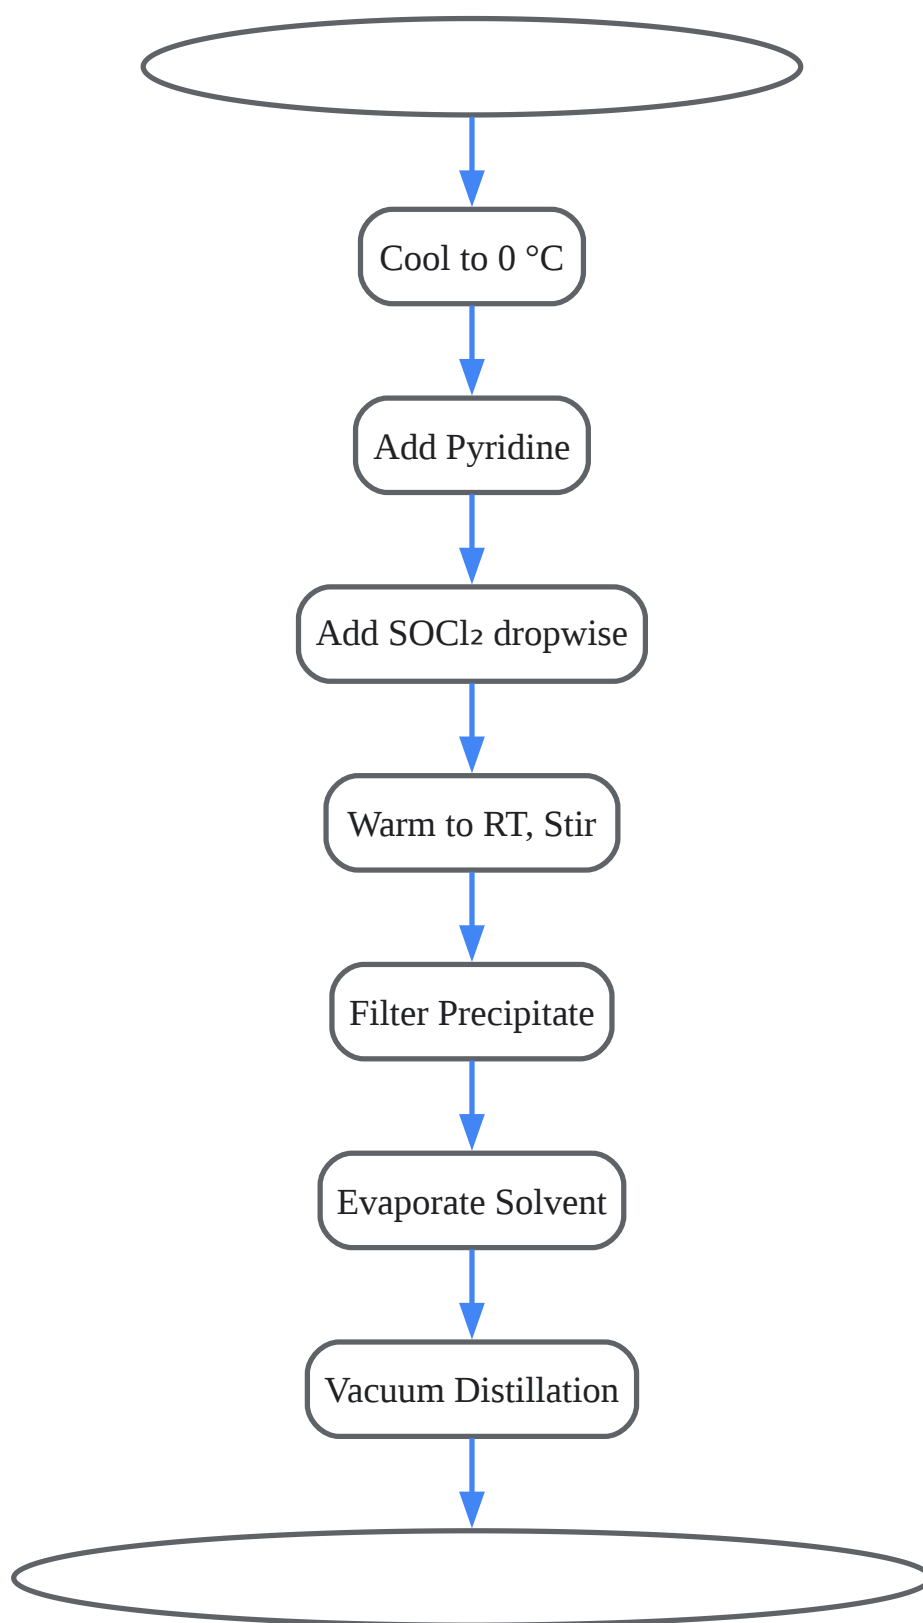 Cool to 0 °C
Add Pyridine
Add SOCl₂ dropwise
Warm to RT, Stir
Filter Precipitate
Evaporate Solvent
Vacuum Distillation